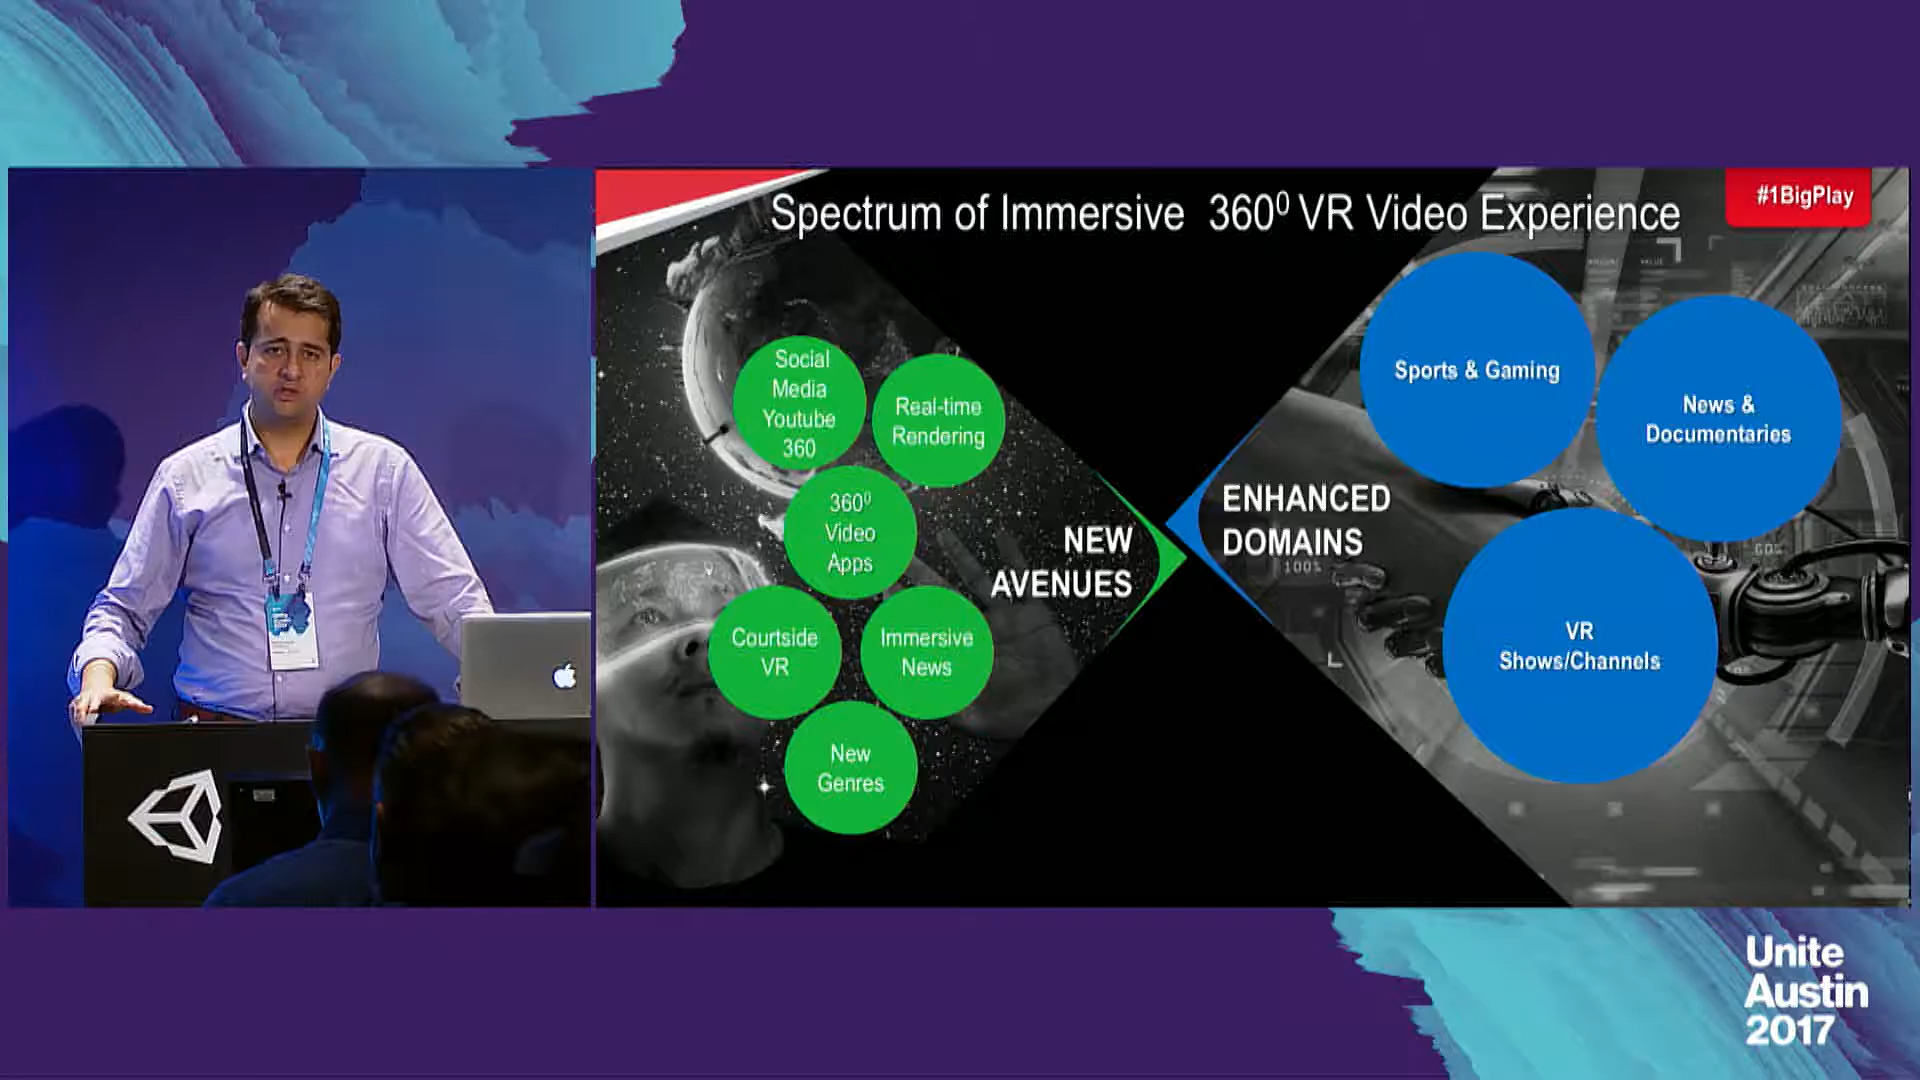 Spectrum of Immersive 360⁰ VR Video Experience
#1BigPlay
Social
Media
Youtube
360
Real-time
Rendering
360⁰
Video
Apps
Courtside
VR
Immersive
News
New
Genres
NEW
AVENUES
ENHANCED
DOMAINS
100%
Sports & Gaming
News &
Documentaries
VR
Shows/Channels
Unite
Austin
2017